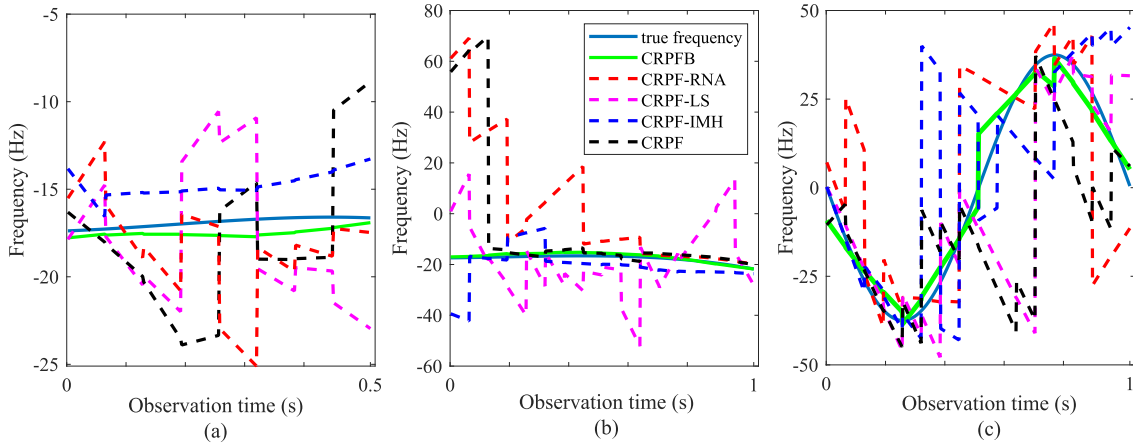 -5
-10
-15
-20
-25
0
0.5
Frequency (Hz)
Observation time (s)
(a)
80
60
40
20
0
-20
-40
-60
0
1
Frequency (Hz)
Observation time (s)
(b)
true frequency
CRPFB
CRPF-RNA
CRPF-LS
CRPF-IMH
CRPF
50
25
0
-25
-50
0
1
Frequency (Hz)
Observation time (s)
(c)